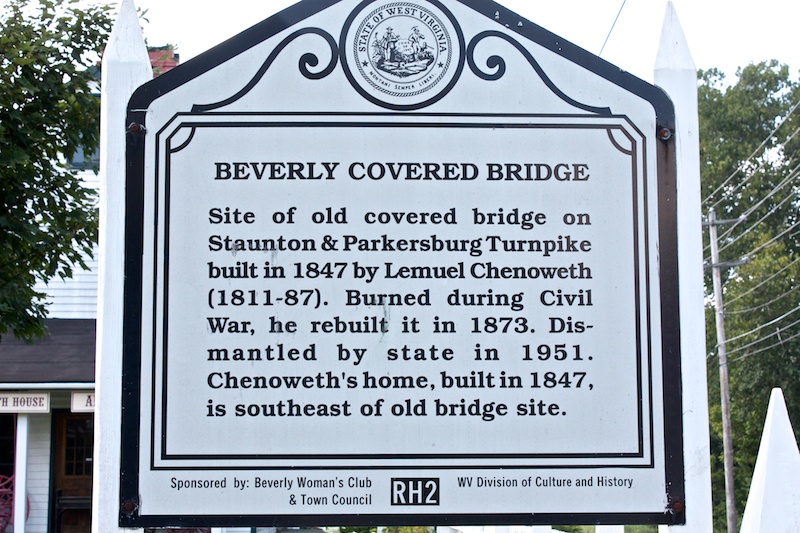 STATE OF WEST VIRGINIA
MONTANI SEMPER LIBERI
BEVERLY COVERED BRIDGE
Site of old covered bridge on
Staunton & Parkersburg Turnpike
built in 1847 by Lemuel Chenoweth
(1811-87). Burned during Civil
War, he rebuilt it in 1873. Dis-
mantled by state in 1951.
Chenoweth's home, built in 1847,
is southeast of old bridge site.
Sponsored by: Beverly Woman's Club
& Town Council
RH2
WV Division of Culture and History
HOUSE